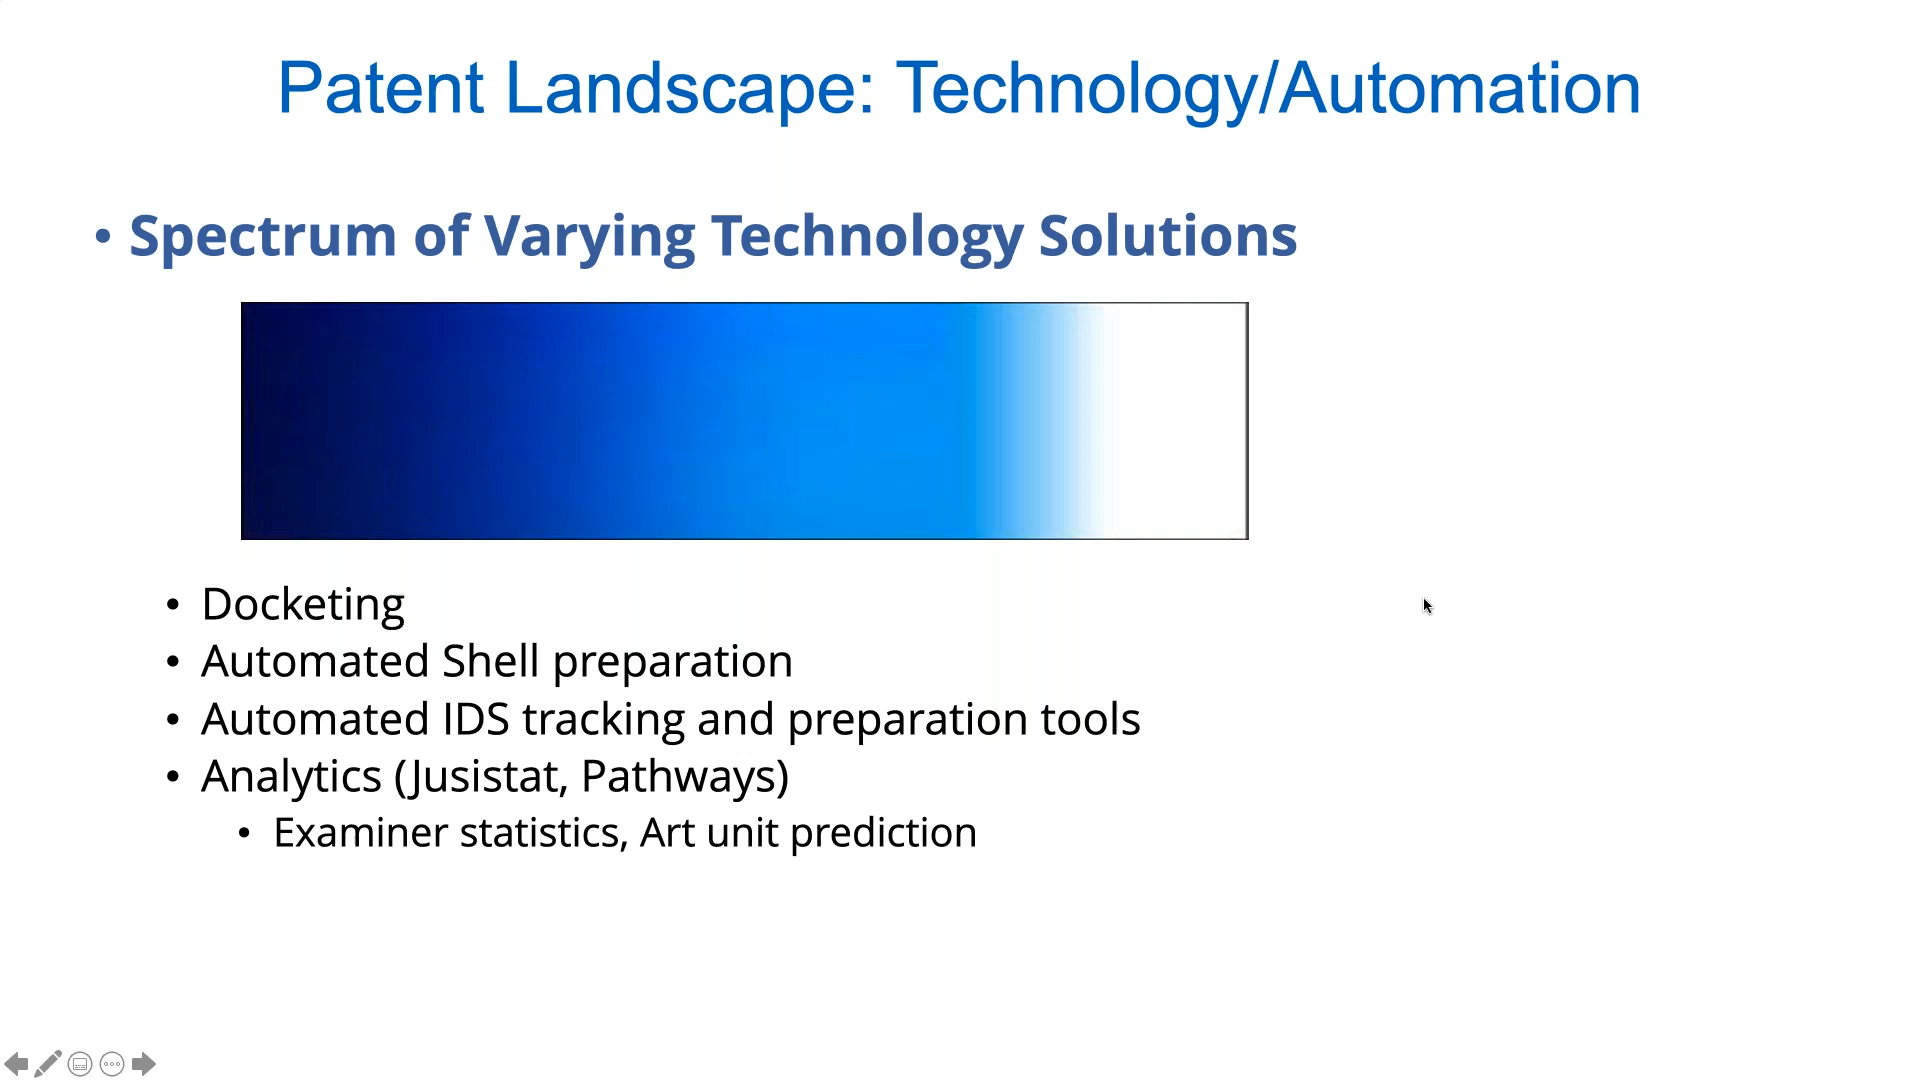 Patent Landscape: Technology/Automation
• Spectrum of Varying Technology Solutions
• Docketing
• Automated Shell preparation
• Automated IDS tracking and preparation tools
• Analytics (Jusistat, Pathways)
• Examiner statistics, Art unit prediction